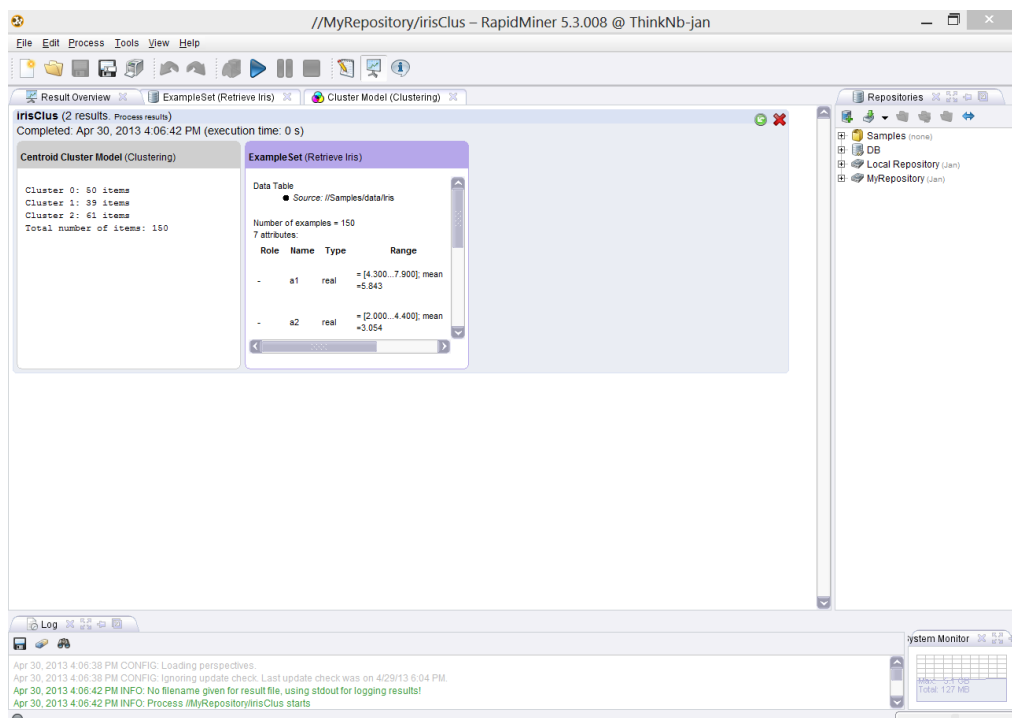 //MyRepository/irisClus – RapidMiner 5.3.008 @ ThinkNb-jan
File Edit Process Tools View Help
Result Overview ExampleSet (Retrieve Iris) Cluster Model (Clustering)
Repositories
irisClus (2 results. Process results)
Completed: Apr 30, 2013 4:06:42 PM (execution time: 0 s)
Centroid Cluster Model (Clustering)
Cluster 0: 50 items
Cluster 1: 39 items
Cluster 2: 61 items
Total number of items: 150
ExampleSet (Retrieve Iris)
Data Table
Source: //Samples/data/Iris
Number of examples = 150
7 attributes:
Role Name Type Range
- a1 real = [4.300...7.900]; mean
=5.843
- a2 real = [2.000...4.400]; mean
=3.054
Samples (none)
DB
Local Repository (Jan)
MyRepository (Jan)
Log
Apr 30, 2013 4:06:38 PM CONFIG: Loading perspectives.
Apr 30, 2013 4:06:38 PM CONFIG: Ignoring update check. Last update check was on 4/29/13 6:04 PM.
Apr 30, 2013 4:06:42 PM INFO: No filename given for result file, using stdout for logging results!
Apr 30, 2013 4:06:42 PM INFO: Process //MyRepository/irisClus starts
ystem Monitor
Max: 5.1 GB
Total: 127 MB